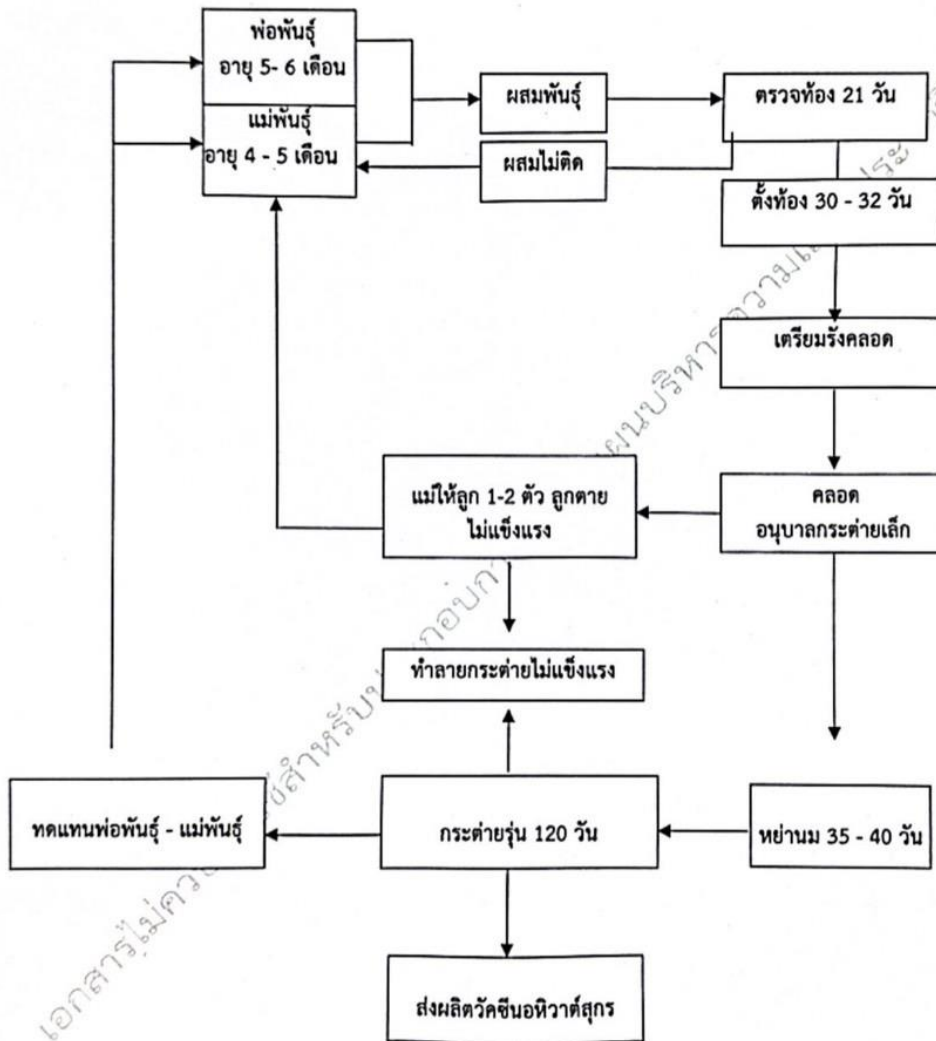 พ่อพันธุ์
อายุ 5- 6 เดือน
แม่พันธุ์
อายุ 4 - 5 เดือน
ผสมพันธุ์
ตรวจท้อง 21 วัน
ผสมไม่ติด
ตั้งท้อง 30 - 32 วัน
เตรียมรังคลอด
แม่ให้ลูก 1-2 ตัว ลูกตาย
ไม่แข็งแรง
คลอด
อนุบาลกระต่ายเล็ก
ทำลายกระต่ายไม่แข็งแรง
ทดแทนพ่อพันธุ์ - แม่พันธุ์
กระต่ายรุ่น 120 วัน
หย่านม 35 - 40 วัน
ส่งผลิตวัคซีนอหิวาต์สุกร